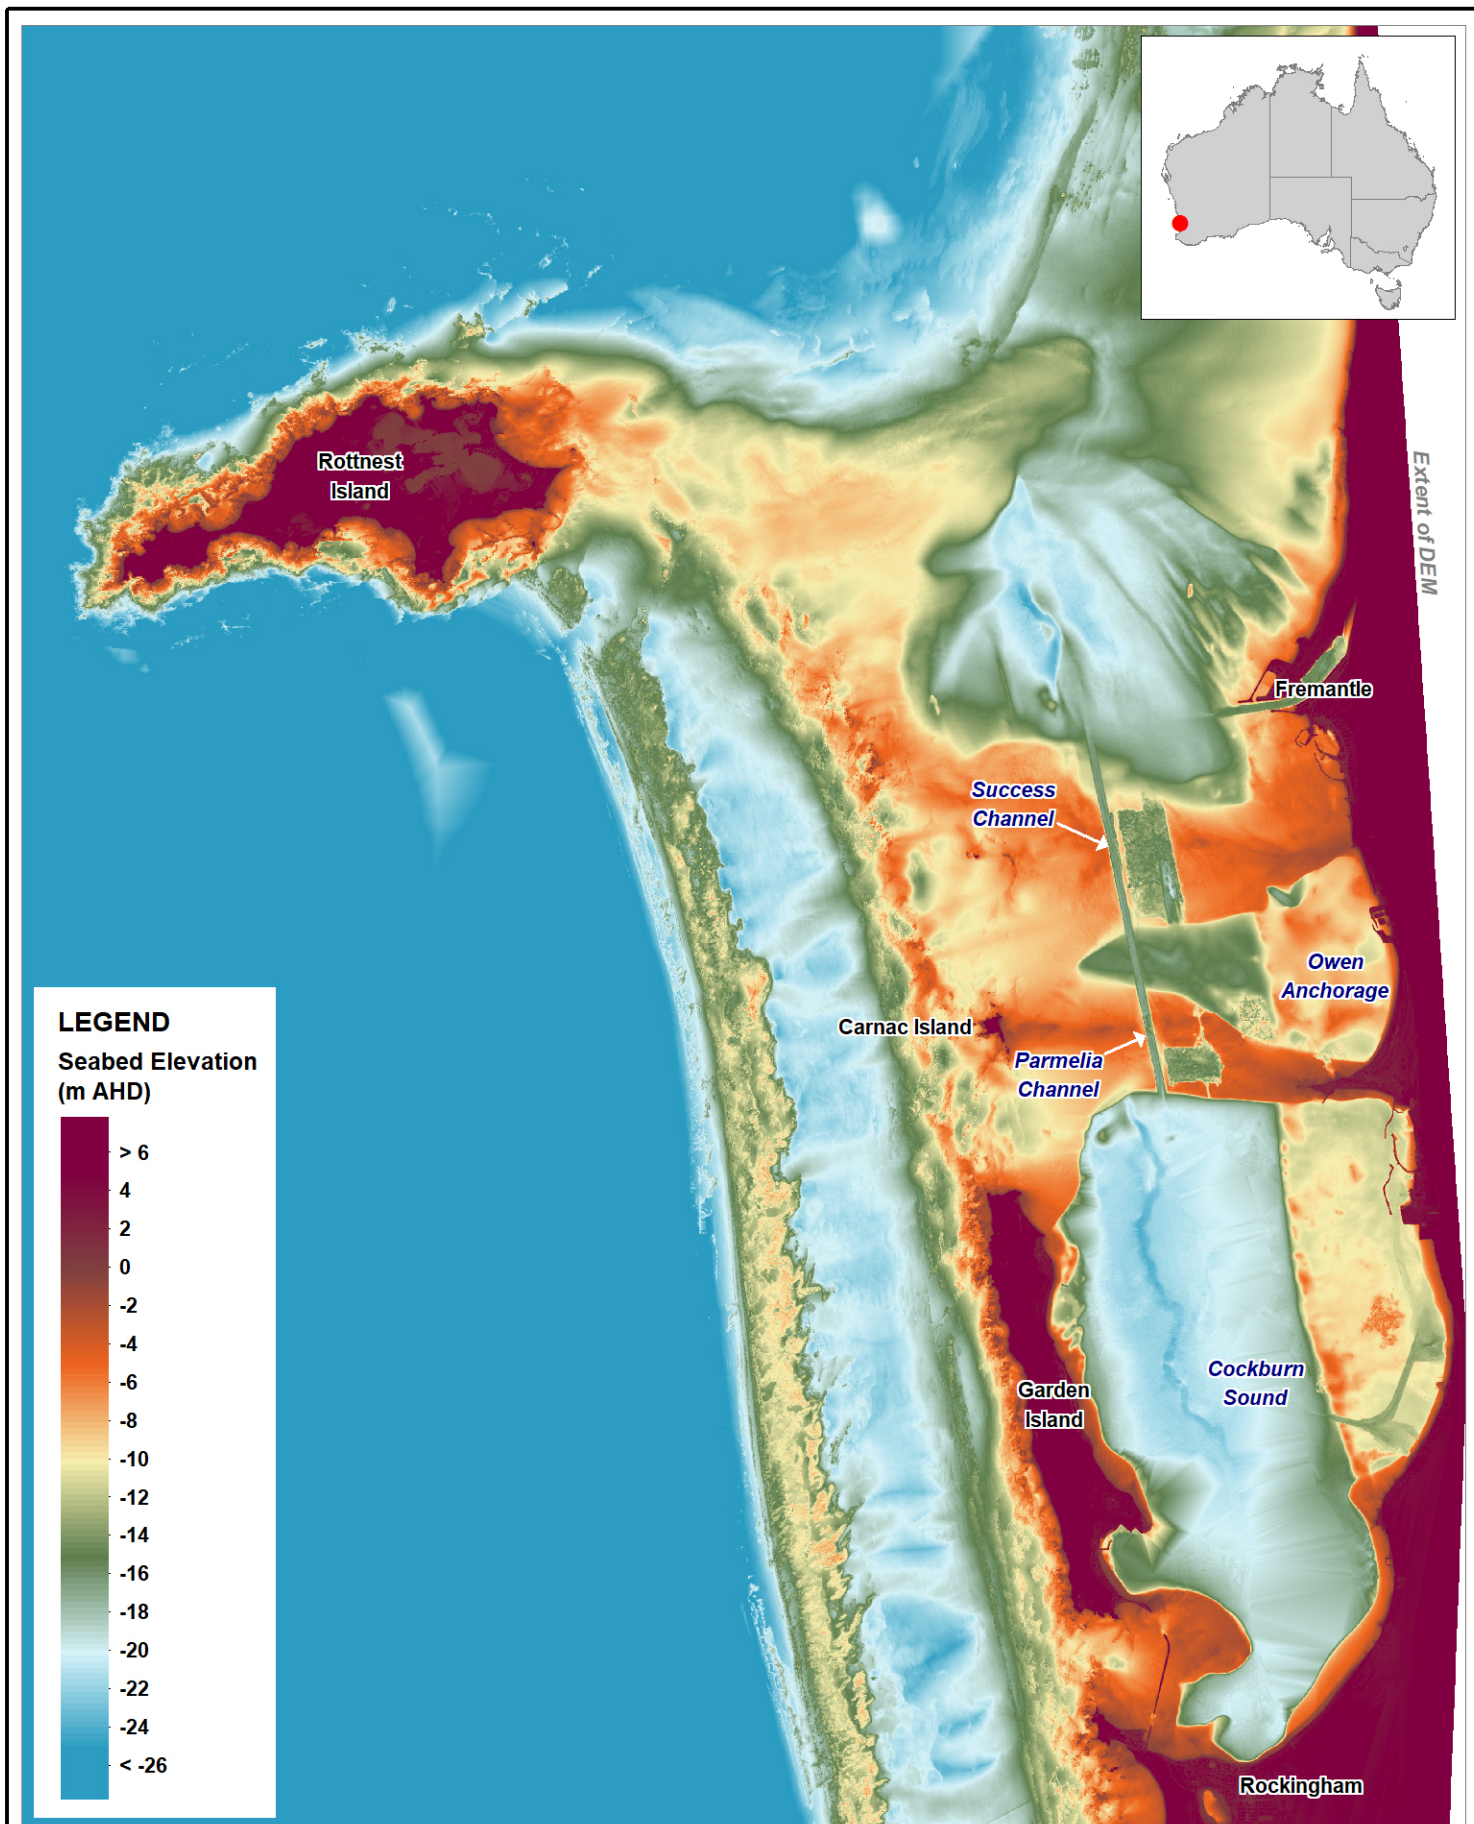 Extent of DEM
Rottnest
Island
Fremantle
Success
Channel
Owen
Anchorage
Carnac Island
Parmelia
Channel
Cockburn
Sound
Garden
Island
Rockingham
LEGEND
Seabed Elevation
(m AHD)
> 6
4
2
0
-2
-4
-6
-8
-10
-12
-14
-16
-18
-20
-22
-24
< -26